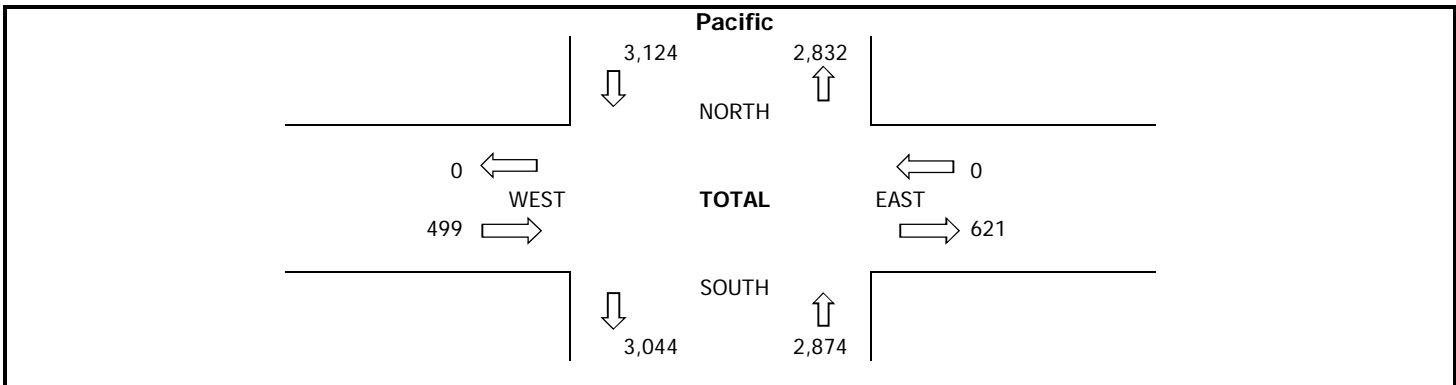 Pacific
3,124 2,832
NORTH
0 0
WEST TOTAL EAST
499 621
SOUTH
3,044 2,874